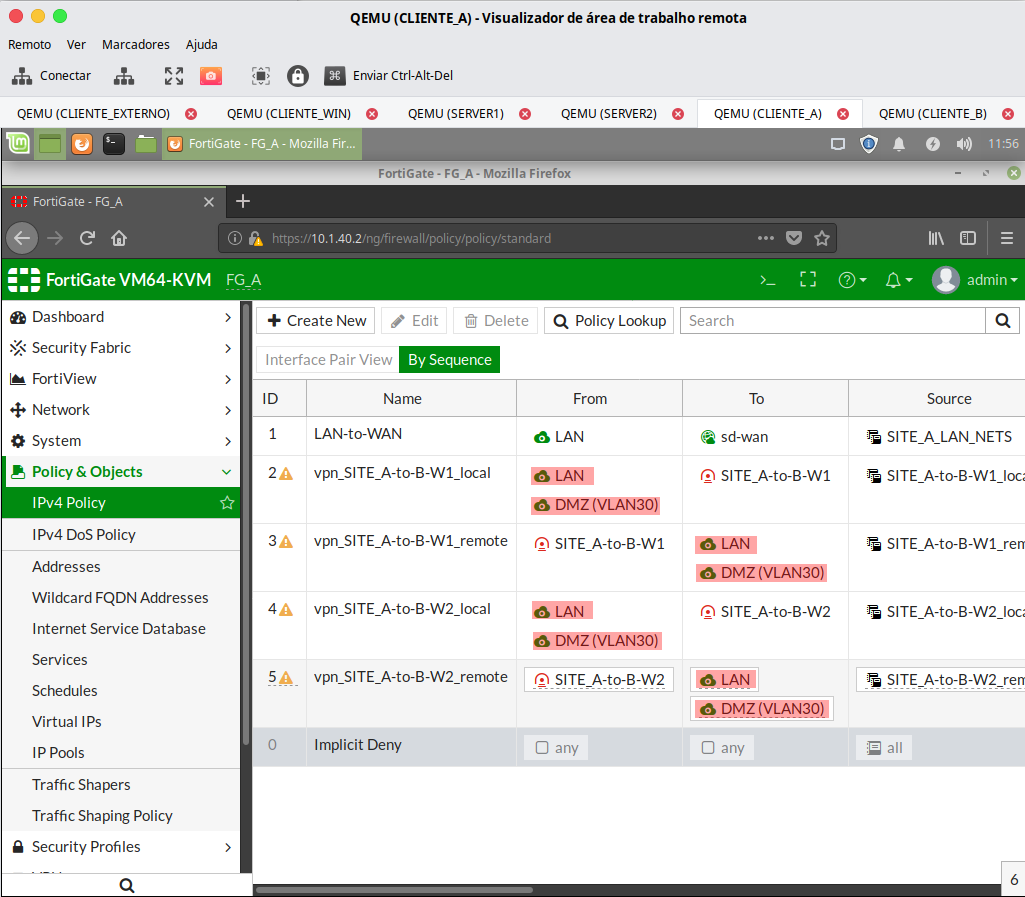 QEMU (CLIENTE_A) - Visualizador de área de trabalho remota
Remoto Ver Marcadores Ajuda
Conectar Enviar Ctrl-Alt-Del
QEMU (CLIENTE_EXTERNO) QEMU (CLIENTE_WIN) QEMU (SERVER1) QEMU (SERVER2) QEMU (CLIENTE_A) QEMU (CLIENTE_B)
FortiGate - FG_A - Mozilla Fir... 11:56
FortiGate - FG_A - Mozilla Firefox
FortiGate - FG_A
https://10.1.40.2/ng/firewall/policy/policy/standard
FortiGate VM64-KVM FG_A >_ admin
Dashboard
Security Fabric
FortiView
Network
System
Policy & Objects
IPv4 Policy
IPv4 DoS Policy
Addresses
Wildcard FQDN Addresses
Internet Service Database
Services
Schedules
Virtual IPs
IP Pools
Traffic Shapers
Traffic Shaping Policy
Security Profiles
Create New Edit Delete Policy Lookup Search
Interface Pair View By Sequence
ID Name From To Source
1 LAN-to-WAN LAN sd-wan SITE_A_LAN_NETS
2 vpn_SITE_A-to-B-W1_local LAN SITE_A-to-B-W1 SITE_A-to-B-W1_loca
DMZ (VLAN30)
3 vpn_SITE_A-to-B-W1_remote SITE_A-to-B-W1 LAN SITE_A-to-B-W1_rem
DMZ (VLAN30)
4 vpn_SITE_A-to-B-W2_local LAN SITE_A-to-B-W2 SITE_A-to-B-W2_loca
DMZ (VLAN30)
5 vpn_SITE_A-to-B-W2_remote SITE_A-to-B-W2 LAN SITE_A-to-B-W2_rem
DMZ (VLAN30)
0 Implicit Deny any any all
6